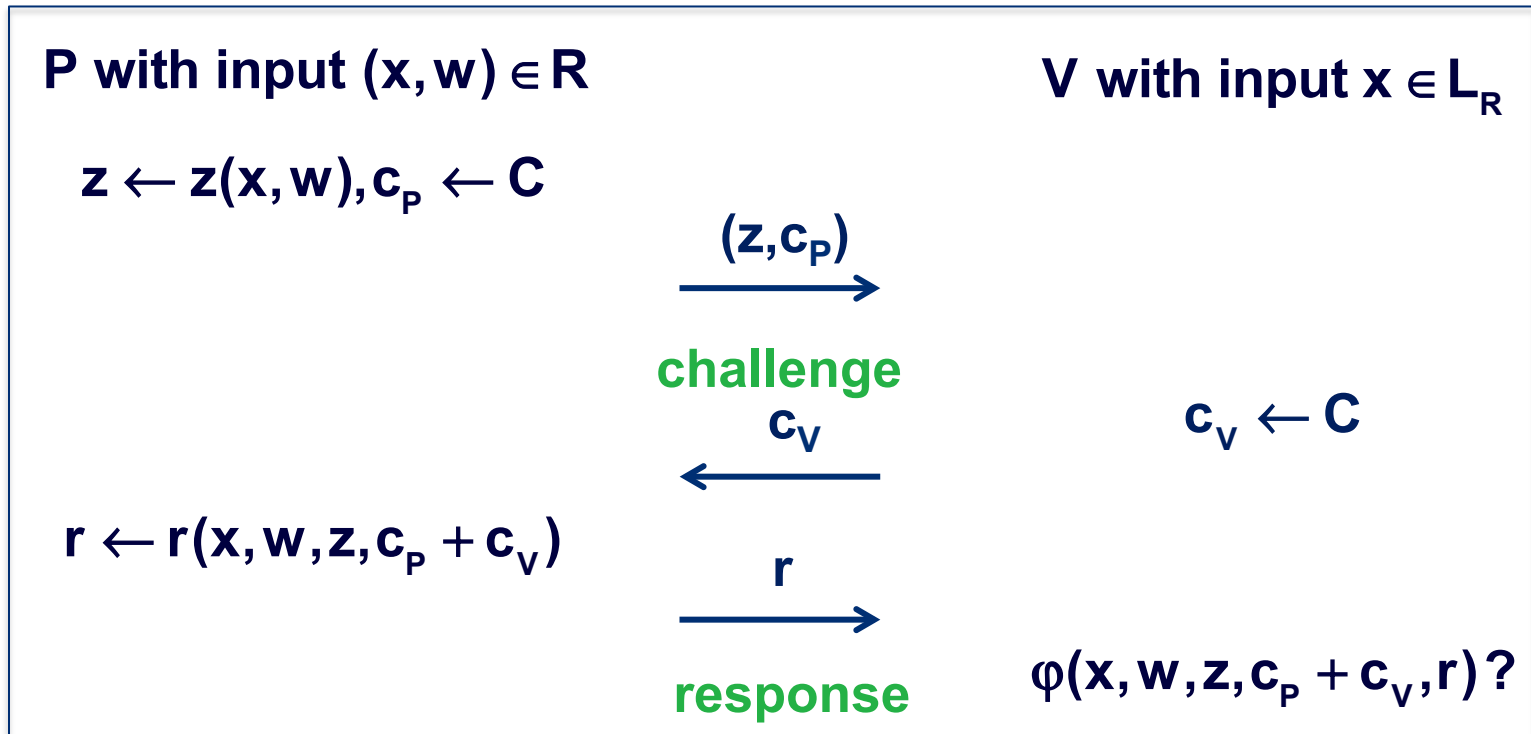 P with input (x,w)∈R
V with input x∈L_R
z ← z(x,w),c_P ← C
(z,c_P)
challenge
c_V
c_V ← C
r ← r(x,w,z,c_P + c_V)
r
response
φ(x,w,z,c_P + c_V,r)?